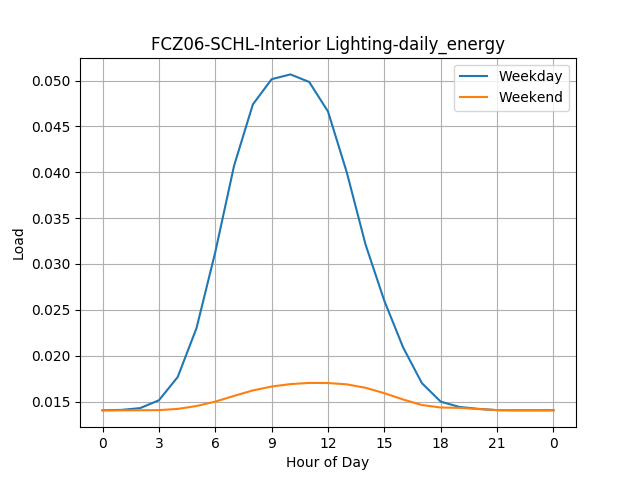 FCZ06-SCHL-Interior Lighting-daily_energy
Weekday
Weekend
0.050
0.045
0.040
0.035
0.030
0.025
0.020
0.015
Load
0 3 6 9 12 15 18 21 0
Hour of Day